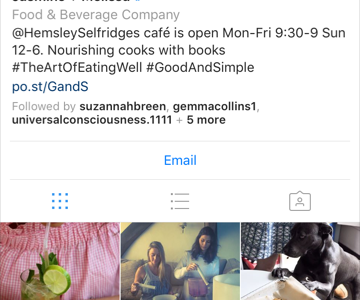 Food & Beverage Company
@HemsleySelfridges café is open Mon-Fri 9:30-9 Sun
12-6. Nourishing cooks with books
#TheArtOfEatingWell #GoodAndSimple
po.st/GandS
Followed by suzannahbreen, gemmacollins1,
universalconsciousness.1111 + 5 more
Email